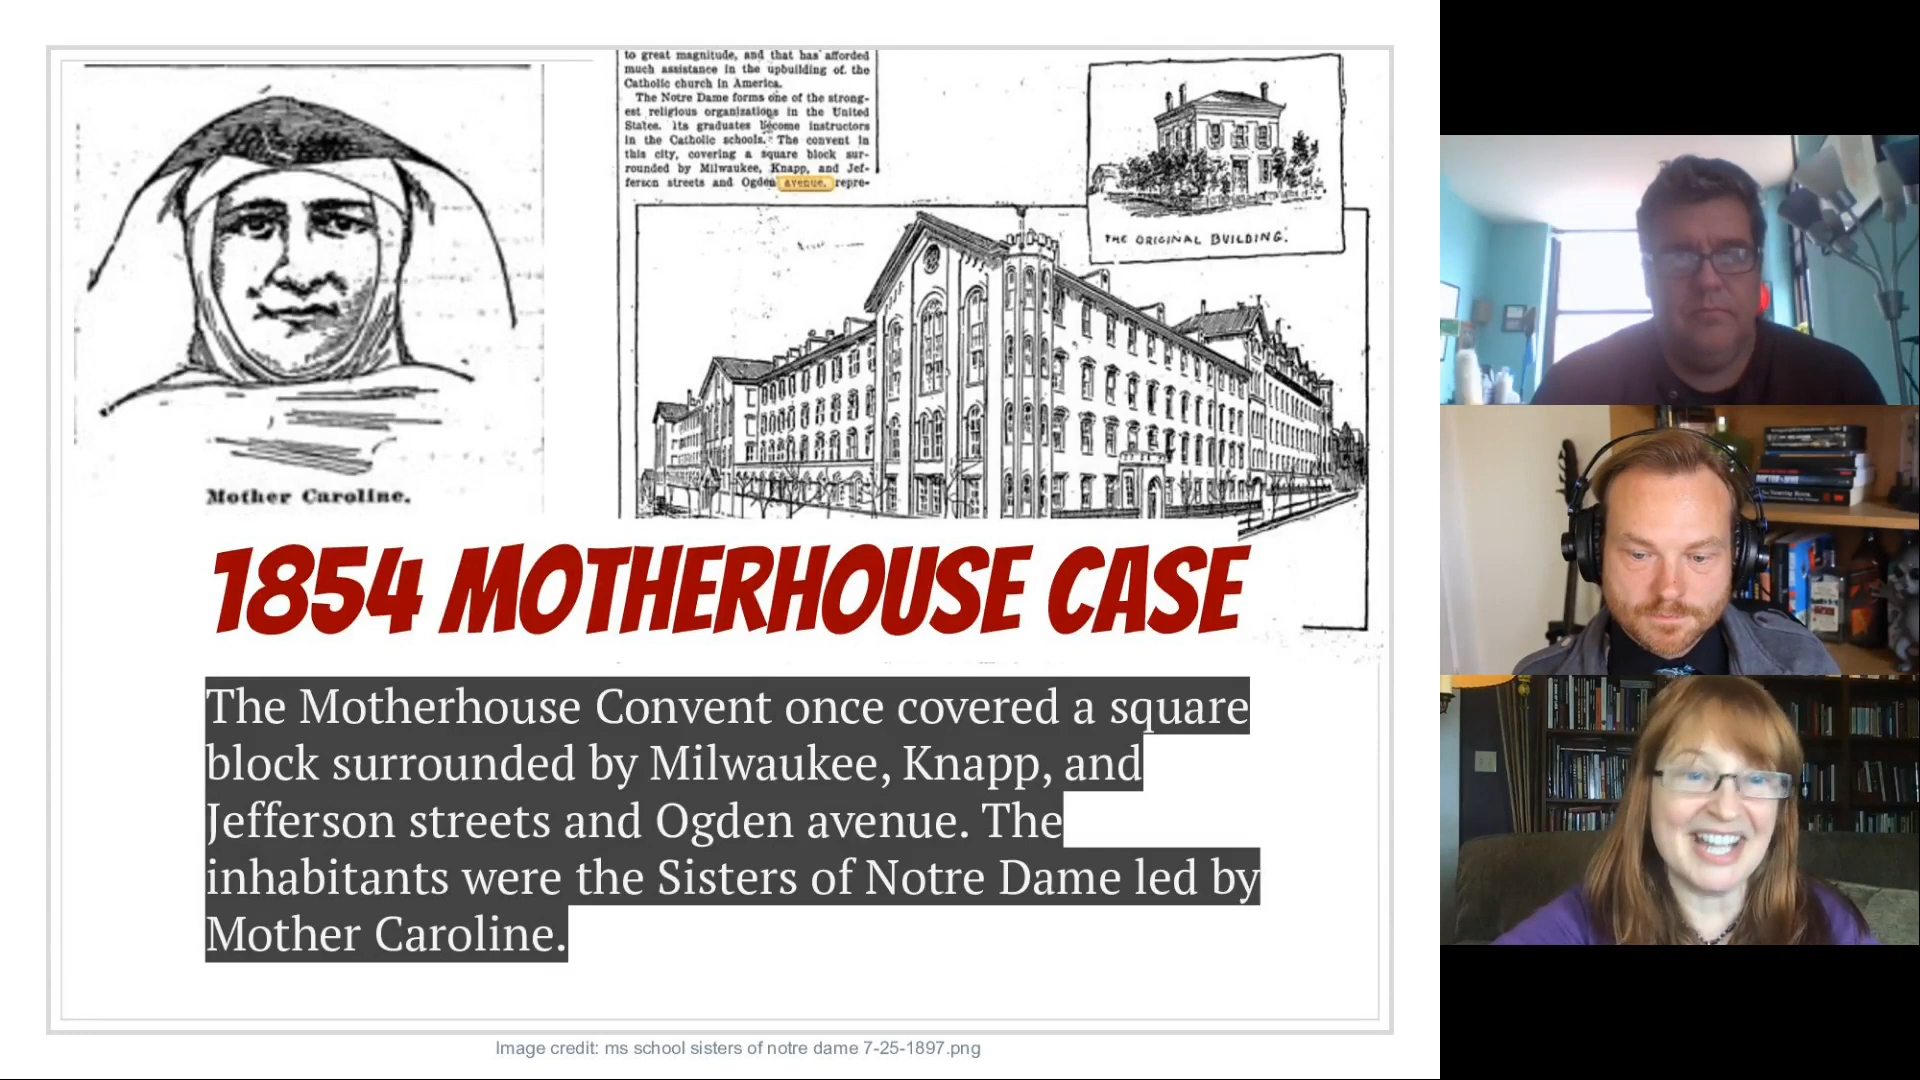 to great magnitude, and that has afforded
much assistance in the upbuilding of the
Catholic church in America.
The Notre Dame forms one of the strong-
est religious organizations in the United
States. Its graduates become instructors
in the Catholic schools. The convent in
this city, covering a square block sur-
rounded by Milwaukee, Knapp, and Jef-
ferson streets and Ogden avenue, repre-
THE ORIGINAL BUILDING.
Mother Caroline.
1854 MOTHERHOUSE CASE
The Motherhouse Convent once covered a square
block surrounded by Milwaukee, Knapp, and
Jefferson streets and Ogden avenue. The
inhabitants were the Sisters of Notre Dame led by
Mother Caroline.
Image credit: ms school sisters of notre dame 7-25-1897.png